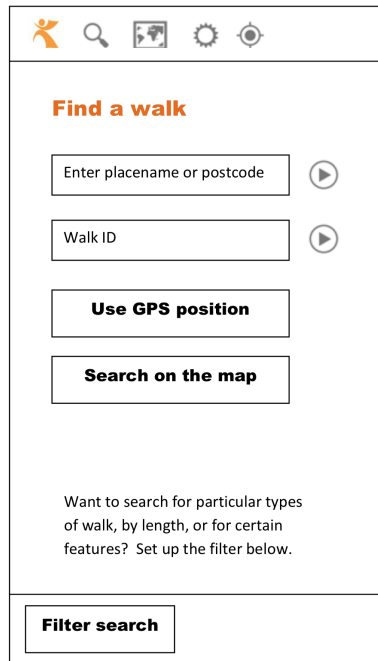 Find a walk
Enter placename or postcode
Walk ID
Use GPS position
Search on the map
Want to search for particular types
of walk, by length, or for certain
features?  Set up the filter below.
Filter search